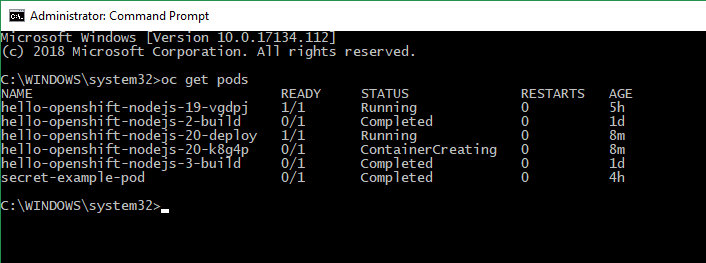 Administrator: Command Prompt
Microsoft Windows [Version 10.0.17134.112]
(c) 2018 Microsoft Corporation. All rights reserved.
C:\WINDOWS\system32>oc get pods
NAME READY STATUS RESTARTS AGE
hello-openshift-nodejs-19-vgdpj 1/1 Running 0 5h
hello-openshift-nodejs-2-build 0/1 Completed 0 1d
hello-openshift-nodejs-20-deploy 1/1 Running 0 8m
hello-openshift-nodejs-20-k8g4p 0/1 ContainerCreating 0 8m
hello-openshift-nodejs-3-build 0/1 Completed 0 1d
secret-example-pod 0/1 Completed 0 4h
C:\WINDOWS\system32>